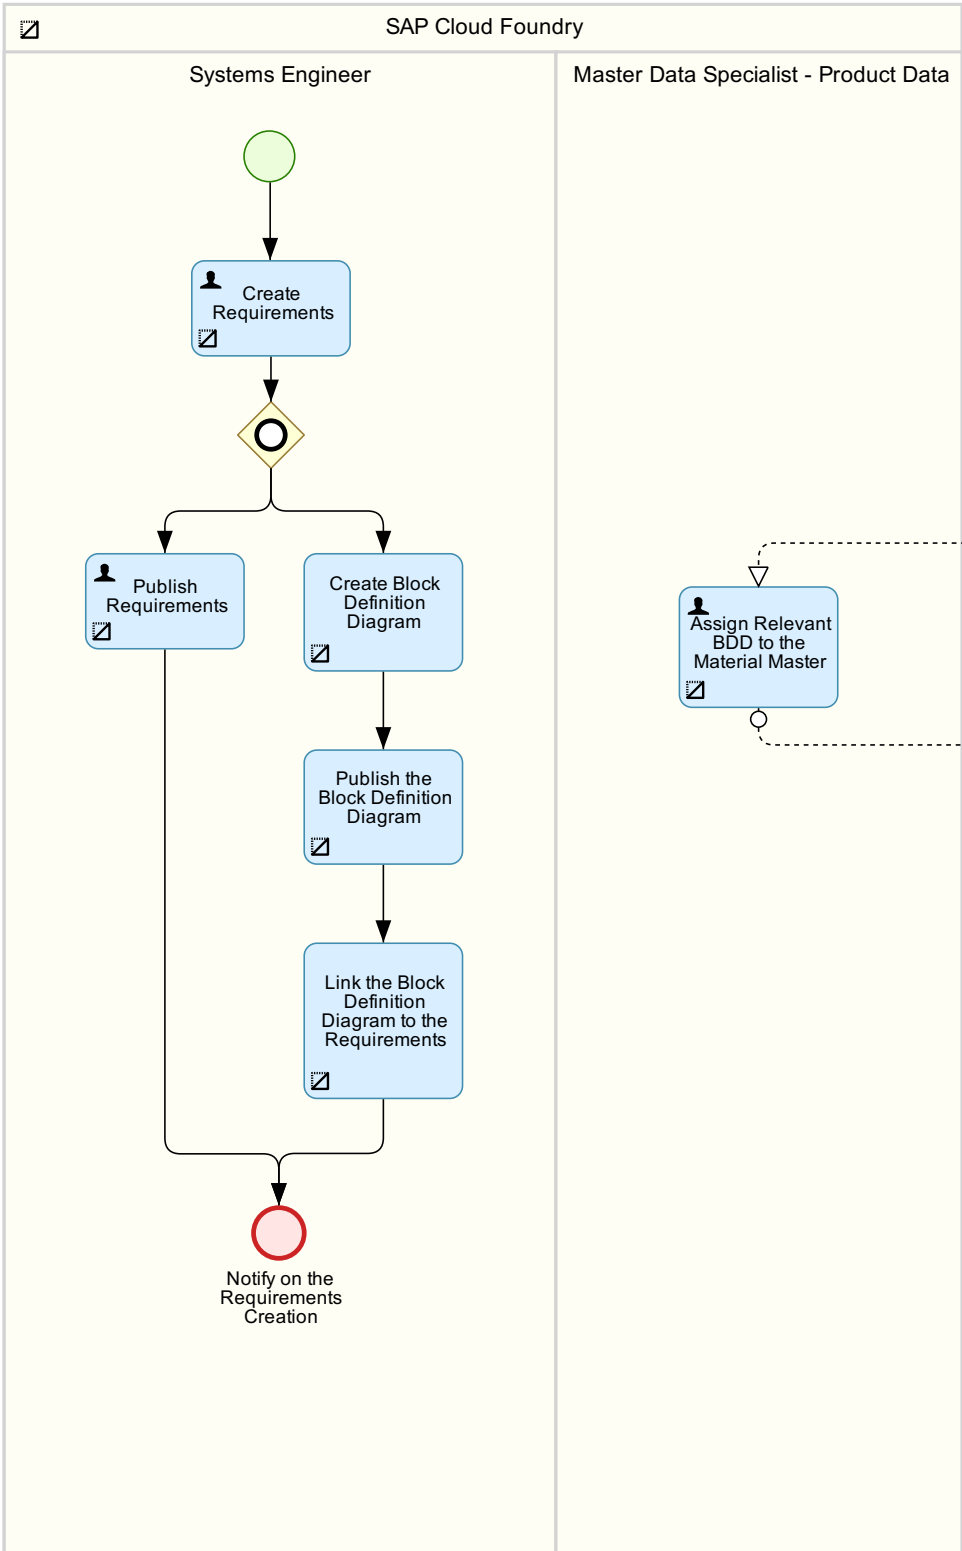 SAP Cloud Foundry
Systems Engineer
Master Data Specialist - Product Data
Create
Requirements
Publish
Requirements
Create Block
Definition
Diagram
Assign Relevant
BDD to the
Material Master
Publish the
Block Definition
Diagram
Link the Block
Definition
Diagram to the
Requirements
Notify on the
Requirements
Creation